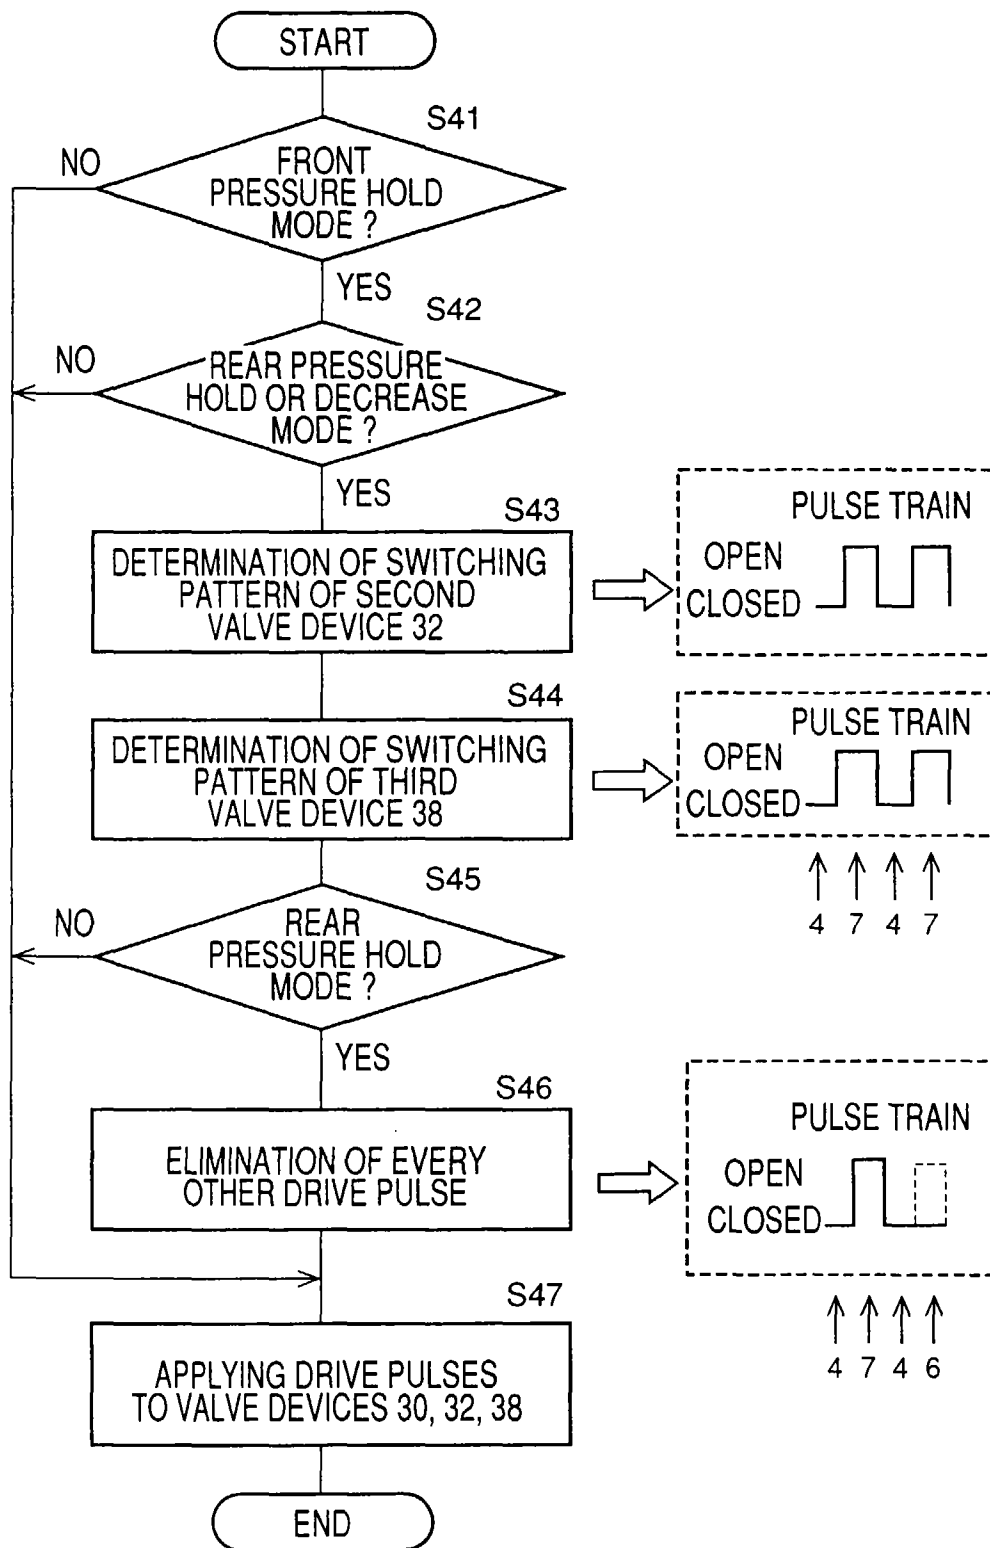 START
S41
NO
FRONT
PRESSURE HOLD
MODE ?
YES
S42
NO
REAR PRESSURE
HOLD OR DECREASE
MODE ?
YES
S43
DETERMINATION OF SWITCHING
PATTERN OF SECOND
VALVE DEVICE 32
PULSE TRAIN
OPEN
CLOSED
S44
DETERMINATION OF SWITCHING
PATTERN OF THIRD
VALVE DEVICE 38
PULSE TRAIN
OPEN
CLOSED
4 7 4 7
S45
NO
REAR
PRESSURE HOLD
MODE ?
YES
S46
ELIMINATION OF EVERY
OTHER DRIVE PULSE
PULSE TRAIN
OPEN
CLOSED
4 7 4 6
S47
APPLYING DRIVE PULSES
TO VALVE DEVICES 30, 32, 38
END